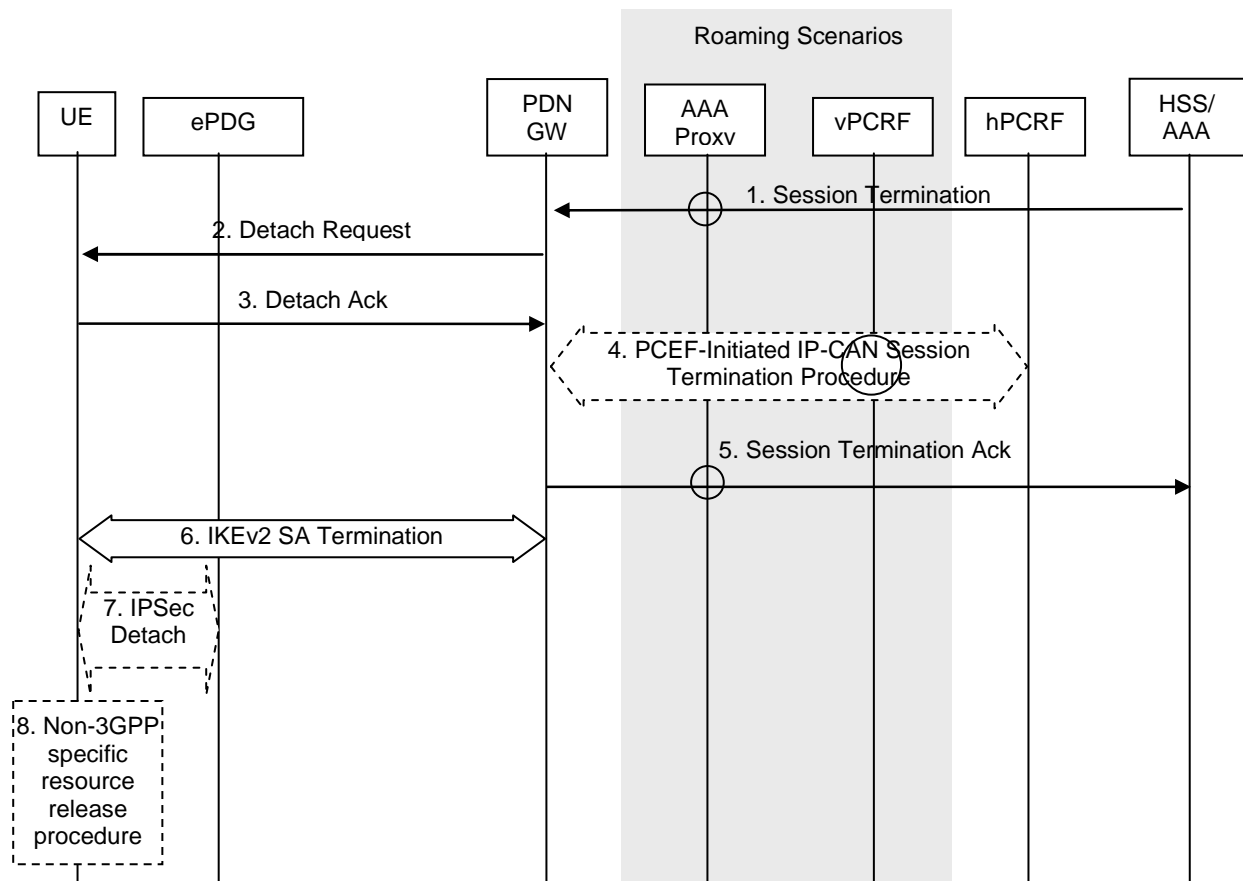 Roaming Scenarios
UE
ePDG
PDN
GW
AAA
Proxv
vPCRF
hPCRF
HSS/
AAA
1. Session Termination
2. Detach Request
3. Detach Ack
4. PCEF-Initiated IP-CAN Session
Termination Procedure
5. Session Termination Ack
6. IKEv2 SA Termination
7. IPSec
Detach
8. Non-3GPP
specific
resource
release
procedure